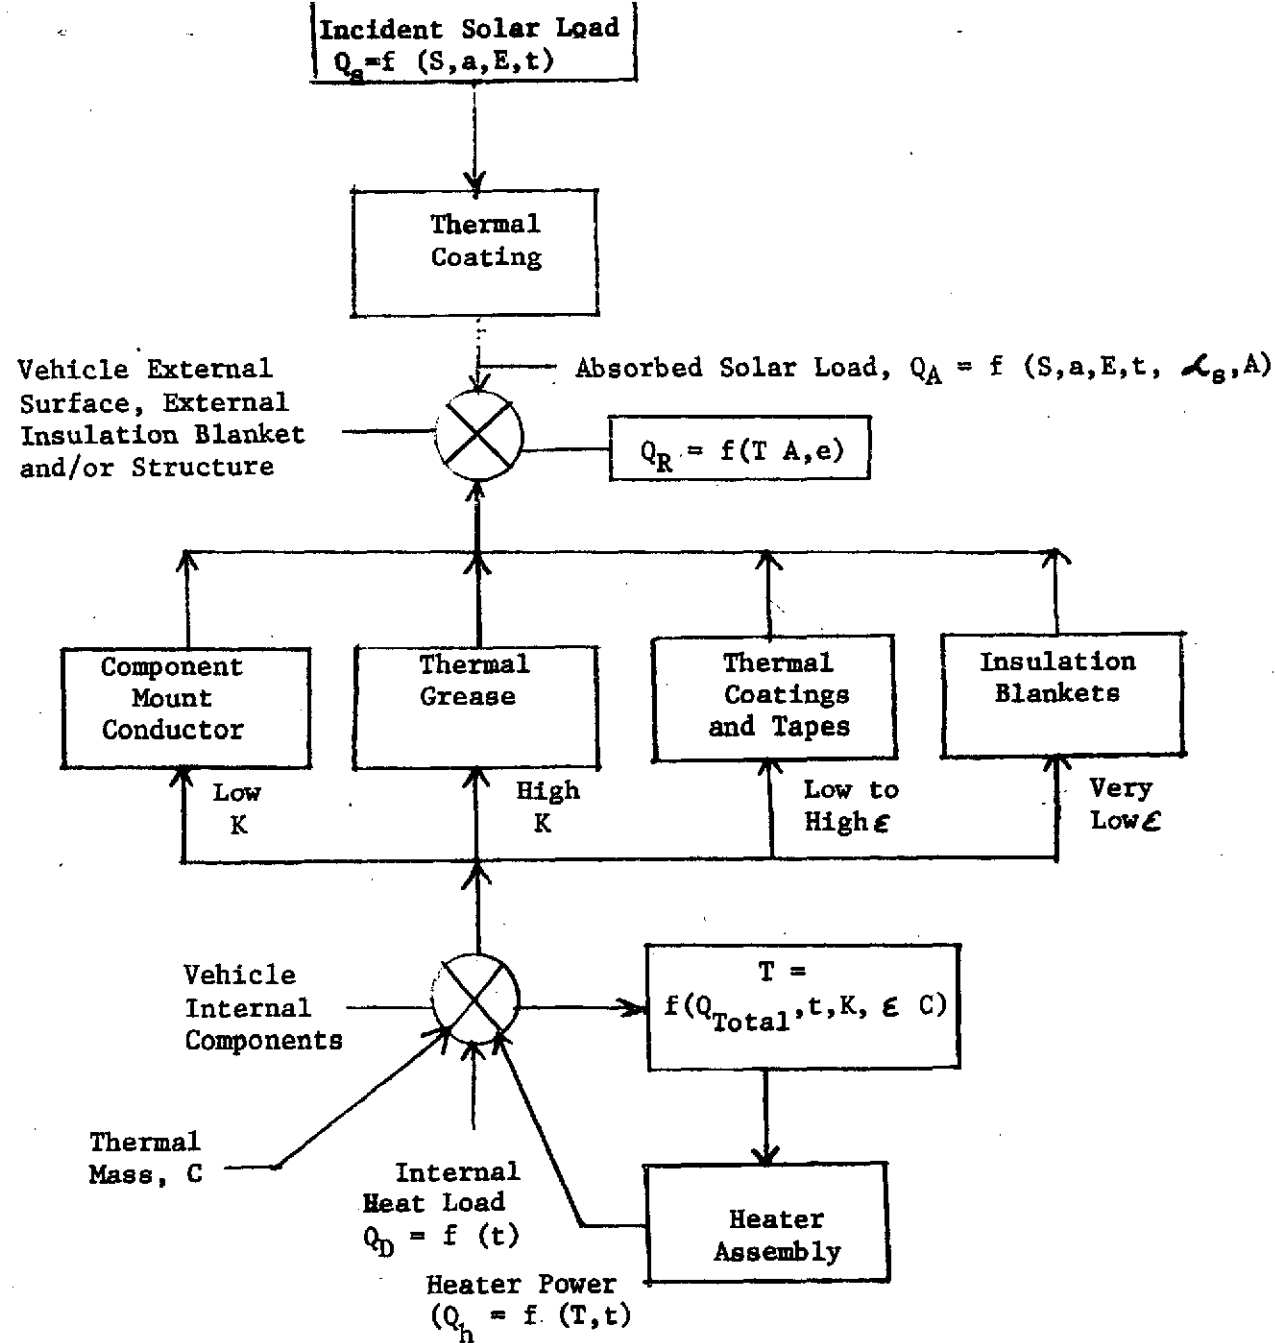 Incident Solar Load
Qs=f (S,a,E,t)
Thermal
Coating
Absorbed Solar Load, QA = f (S,a,E,t, αs,A)
Vehicle External
Surface, External
Insulation Blanket
and/or Structure
QR = f(T A,e)
Component
Mount
Conductor
Thermal
Grease
Thermal
Coatings
and Tapes
Insulation
Blankets
Low
K
High
K
Low to
High ε
Very
Low ε
Vehicle
Internal
Components
T =
f(QTotal,t,K, ε C)
Thermal
Mass, C
Internal
Heat Load
QD = f (t)
Heater
Assembly
Heater Power
(Qh = f (T,t)